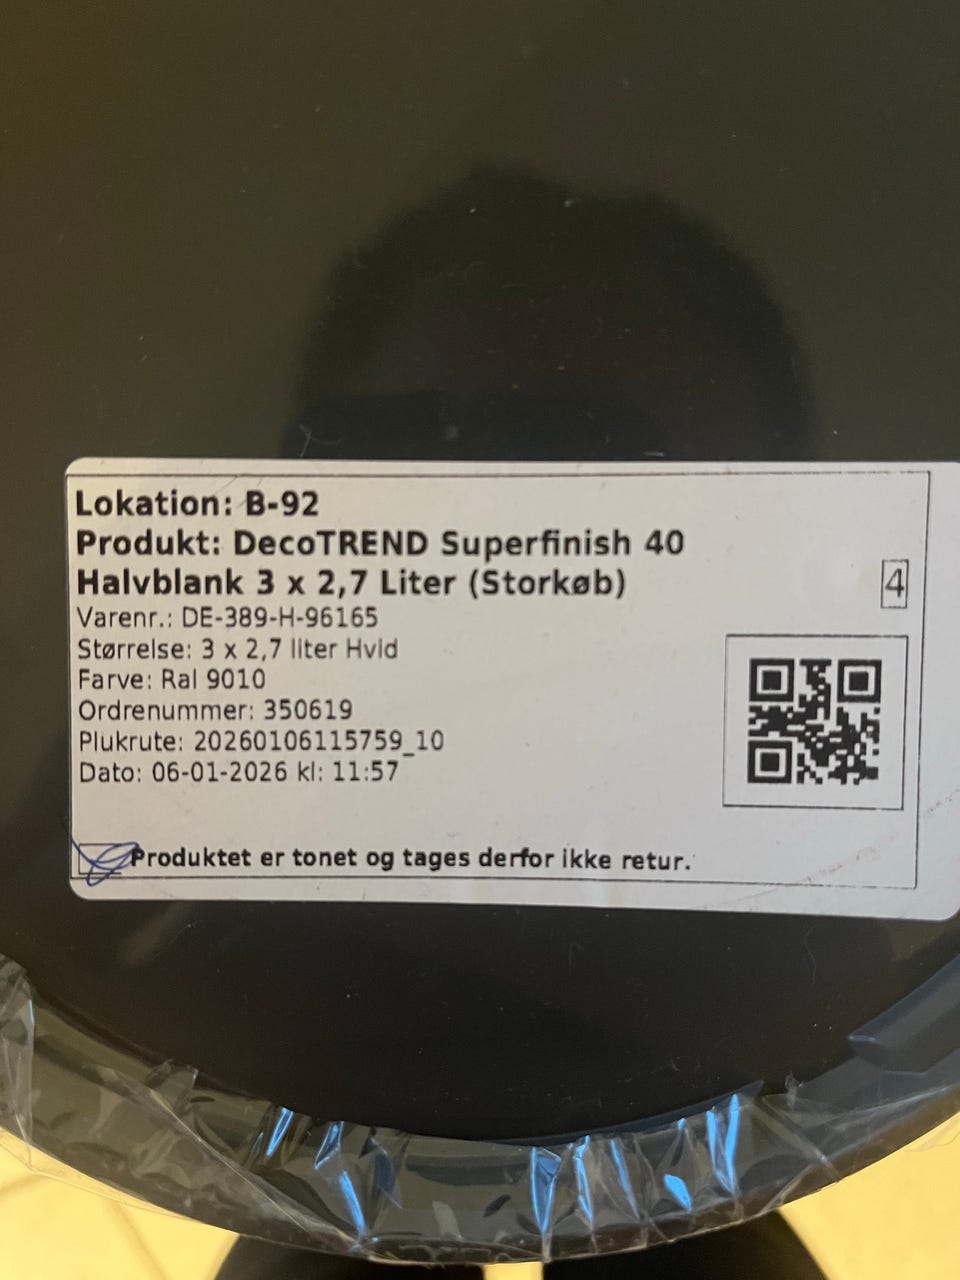 Lokation: B-92
Produkt: DecoTREND Superfinish 40
Halvblank 3 x 2,7 Liter (Storkøb)
4
Varenr.: DE-389-H-96165
Størrelse: 3 x 2,7 liter Hvid
Farve: Ral 9010
Ordrenummer: 350619
Plukrute: 20260106115759_10
Dato: 06-01-2026 kl: 11:57
Produktet er tonet og tages derfor ikke retur.